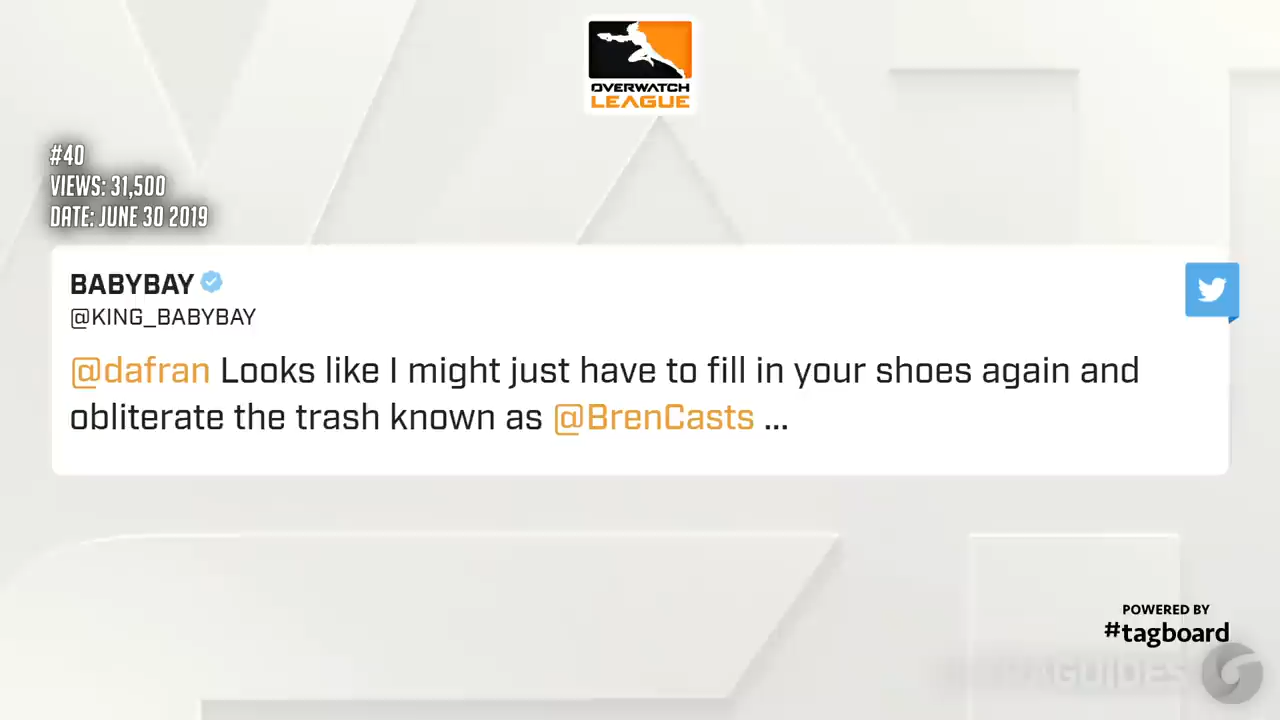 OVERWATCH
LEAGUE
#40
VIEWS: 31,500
DATE: JUNE 30 2019
BABYBAY
@KING_BABYBAY
@dafran Looks like I might just have to fill in your shoes again and
obliterate the trash known as @BrenCasts ...
POWERED BY
#tagboard